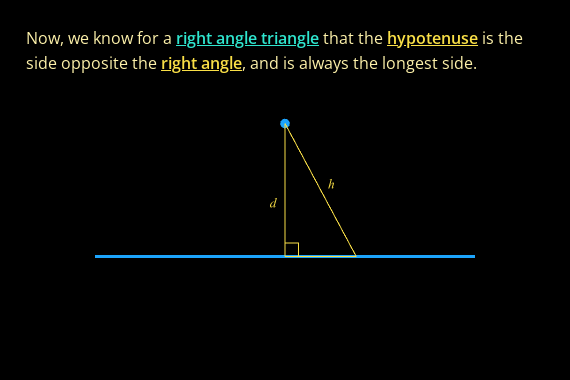 Now, we know for a right angle triangle that the hypotenuse is the
side opposite the right angle, and is always the longest side.
h
d